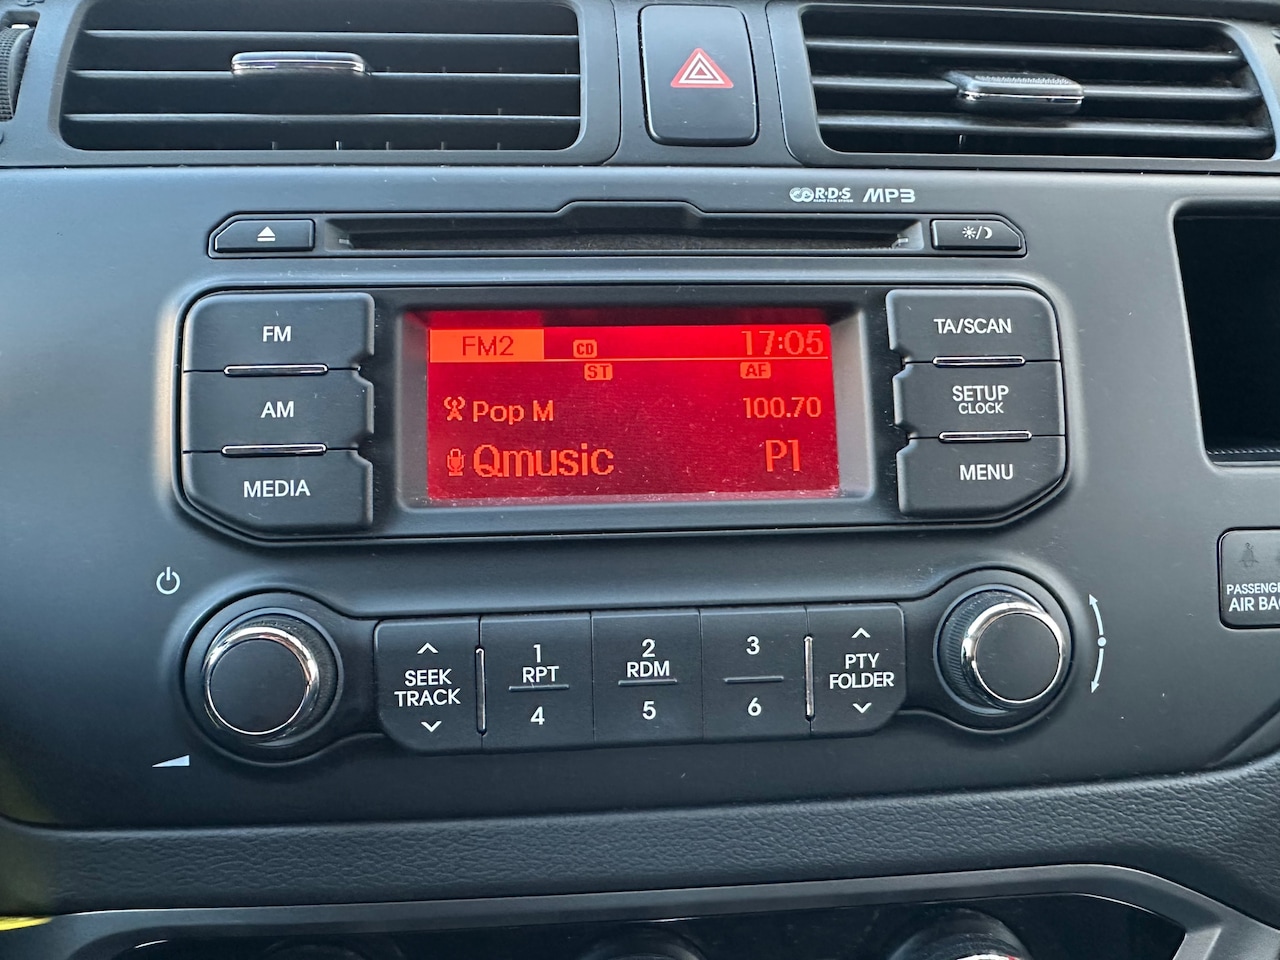 R·D·S MP3
FM
AM
MEDIA
FM2 CD 17:05
ST AF
Pop M 100.70
Qmusic P1
TA/SCAN
SETUP
CLOCK
MENU
PASSENGE
AIR BA
SEEK
TRACK
1
RPT
4
2
RDM
5
3
6
PTY
FOLDER